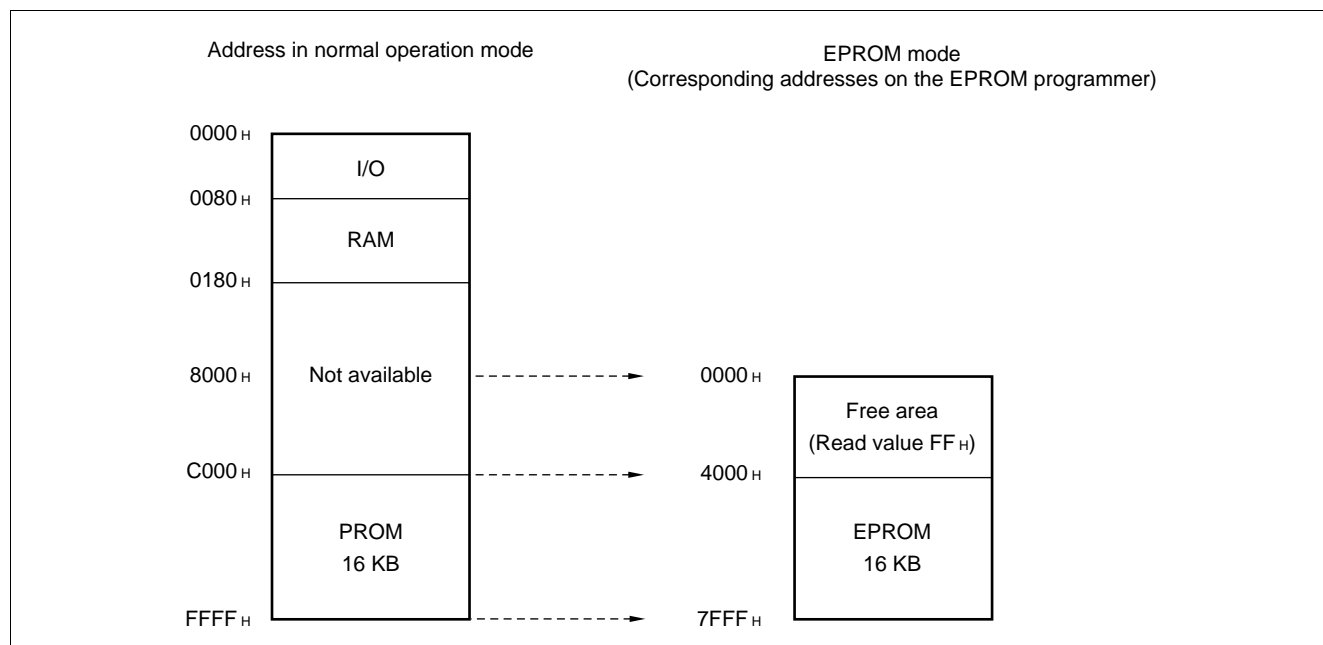 Address in normal operation mode
EPROM mode
(Corresponding addresses on the EPROM programmer)
0000 H
I/O
0080 H
RAM
0180 H
8000 H
Not available
0000 H
Free area
(Read value FF H)
C000 H
4000 H
PROM
16 KB
EPROM
16 KB
FFFF H
7FFF H